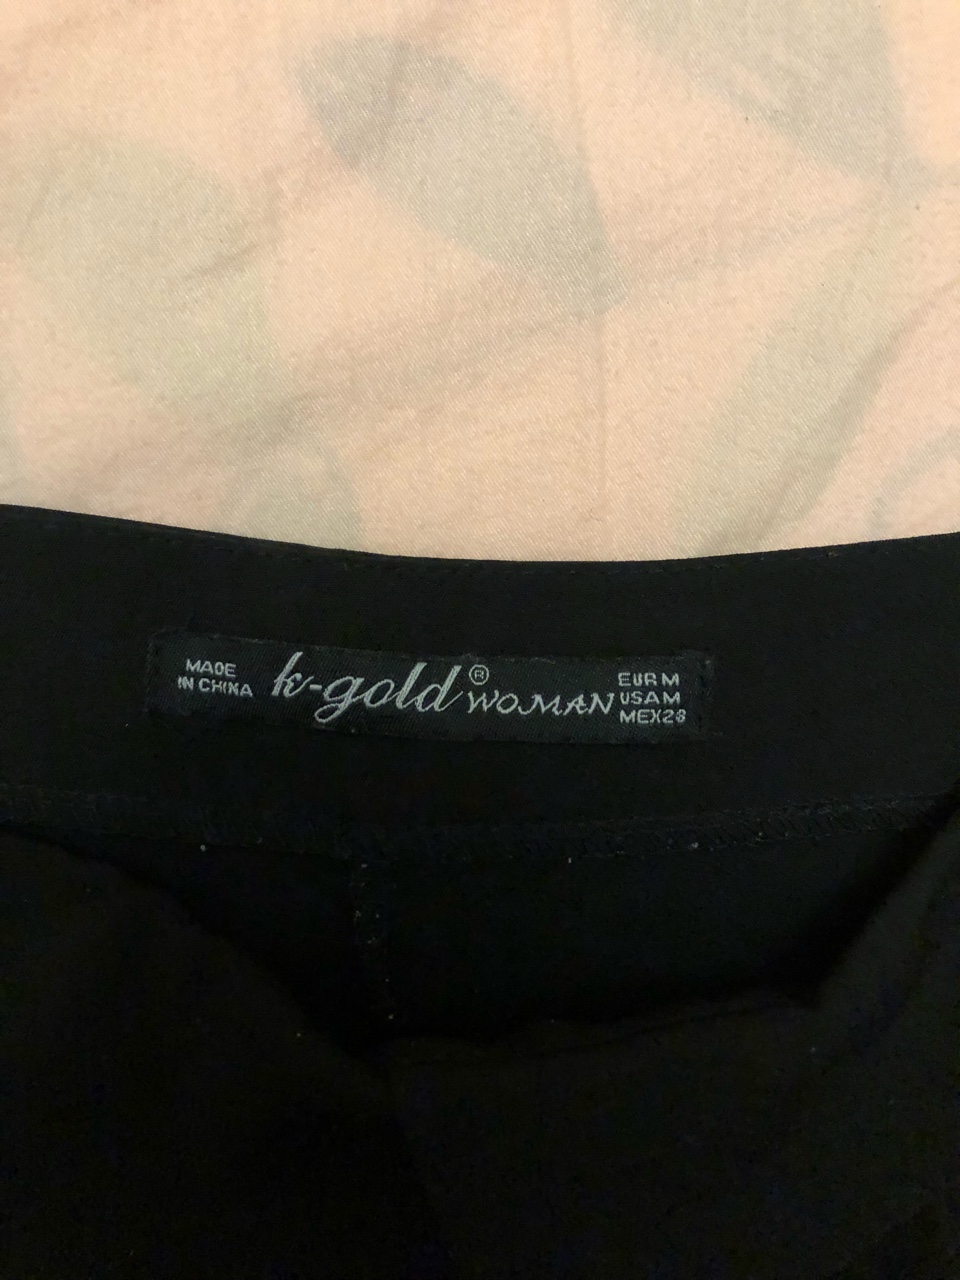 MADE
IN CHINA
k-gold® WOMAN
EUR M
USA M
MEX 28